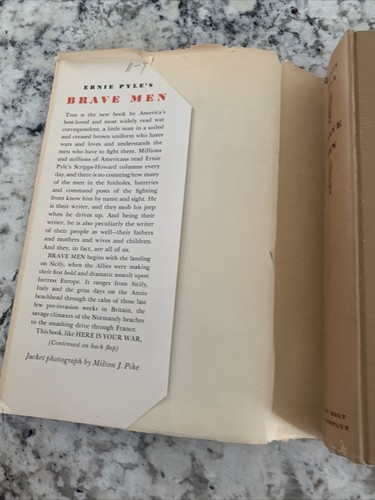 ERNIE PYLE'S
BRAVE MEN
THIS is the new book by America's
best-loved and most widely read war
correspondent, a little man in a soiled
and creased brown uniform who hates
wars and loves and understands the
men who have to fight them. Millions
and millions of Americans read Ernie
Pyle's Scripps-Howard columns every
day, and there is no counting how many
of the men in the foxholes, batteries
and command posts of the fighting
front know him by name and sight. He
is their writer, and they mob his jeep
when he drives up. And being their
writer, he is also peculiarly the writer
of their people as well—their fathers
and mothers and wives and children.
And they, in fact, are all of us.
BRAVE MEN begins with the landing
on Sicily, when the Allies were making
their first bold and dramatic assault upon
fortress Europe. It ranges from Sicily,
Italy and the grim days on the Anzio
beachhead through the calm of those last
few pre-invasion weeks in Britain, the
savage climaxes of the Normandy beaches
to the smashing drive through France.
This book, like HERE IS YOUR WAR,
(Continued on back flap)
Jacket photograph by Milton J. Pike